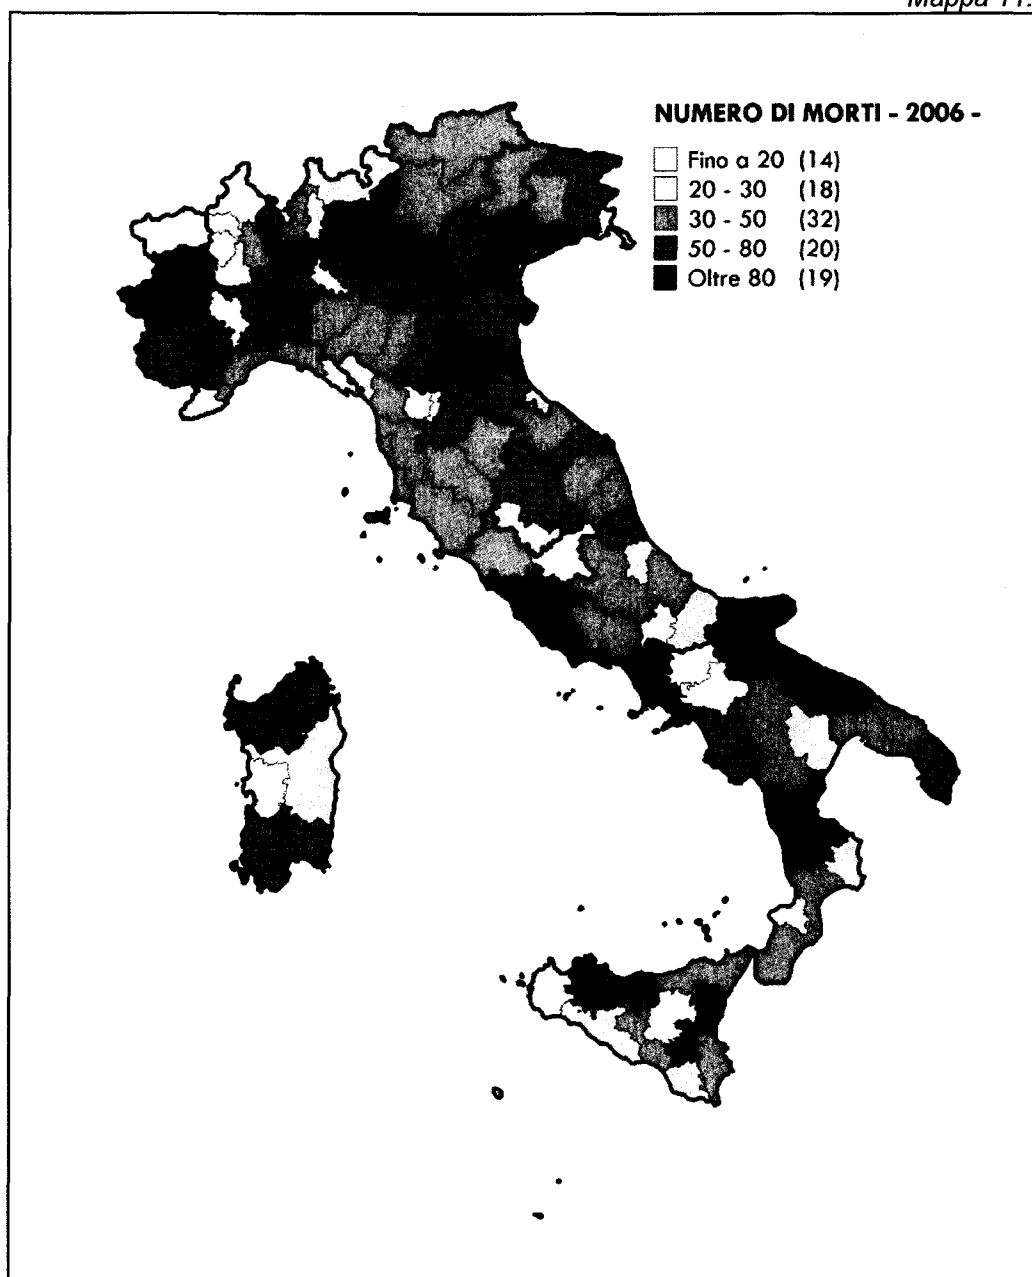 Mappa 11.
NUMERO DI MORTI - 2006 -
Fino a 20 (14)
20 - 30 (18)
30 - 50 (32)
50 - 80 (20)
Oltre 80 (19)